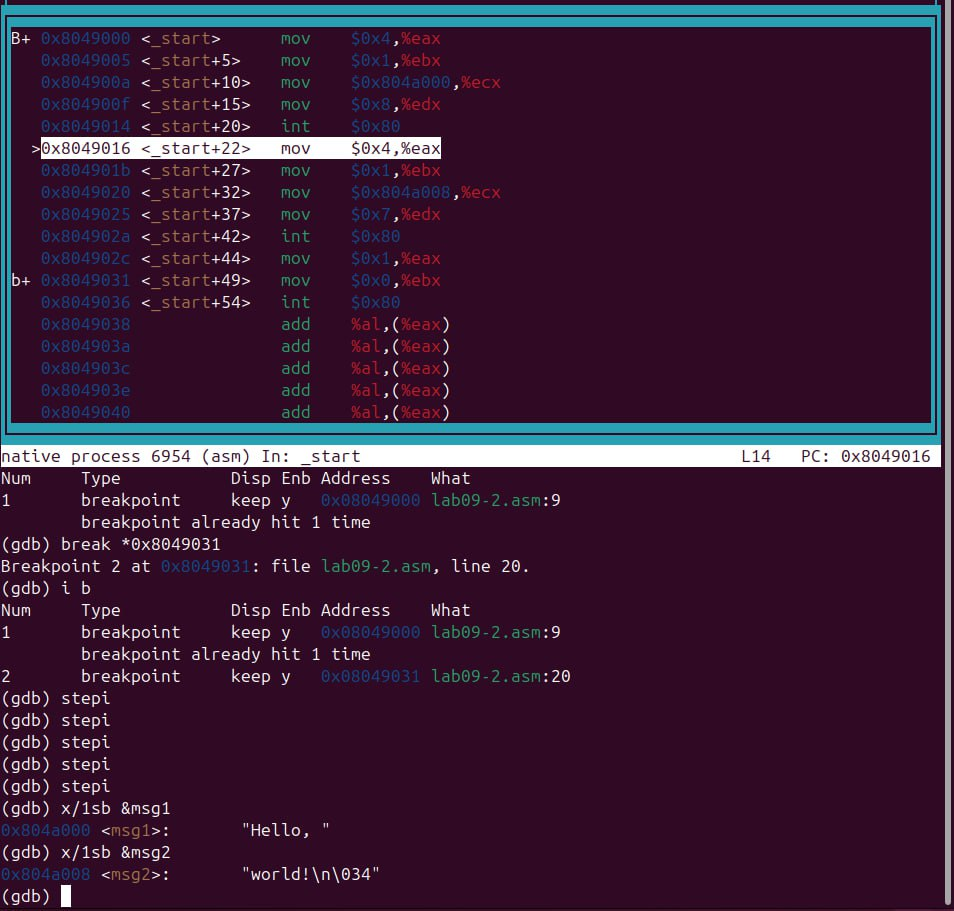 B+ 0x8049000 <_start>      mov    $0x4,%eax
   0x8049005 <_start+5>    mov    $0x1,%ebx
   0x804900a <_start+10>   mov    $0x804a000,%ecx
   0x804900f <_start+15>   mov    $0x8,%edx
   0x8049014 <_start+20>   int    $0x80
  >0x8049016 <_start+22>   mov    $0x4,%eax
   0x804901b <_start+27>   mov    $0x1,%ebx
   0x8049020 <_start+32>   mov    $0x804a008,%ecx
   0x8049025 <_start+37>   mov    $0x7,%edx
   0x804902a <_start+42>   int    $0x80
   0x804902c <_start+44>   mov    $0x1,%eax
b+ 0x8049031 <_start+49>   mov    $0x0,%ebx
   0x8049036 <_start+54>   int    $0x80
   0x8049038               add    %al,(%eax)
   0x804903a               add    %al,(%eax)
   0x804903c               add    %al,(%eax)
   0x804903e               add    %al,(%eax)
   0x8049040               add    %al,(%eax)
native process 6954 (asm) In: _start                                      L14   PC: 0x8049016
Num     Type           Disp Enb Address    What
1       breakpoint     keep y   0x08049000 lab09-2.asm:9
        breakpoint already hit 1 time
(gdb) break *0x8049031
Breakpoint 2 at 0x8049031: file lab09-2.asm, line 20.
(gdb) i b
Num     Type           Disp Enb Address    What
1       breakpoint     keep y   0x08049000 lab09-2.asm:9
        breakpoint already hit 1 time
2       breakpoint     keep y   0x08049031 lab09-2.asm:20
(gdb) stepi
(gdb) stepi
(gdb) stepi
(gdb) stepi
(gdb) stepi
(gdb) x/1sb &msg1
0x804a000 <msg1>:       "Hello, "
(gdb) x/1sb &msg2
0x804a008 <msg2>:       "world!\n\034"
(gdb)